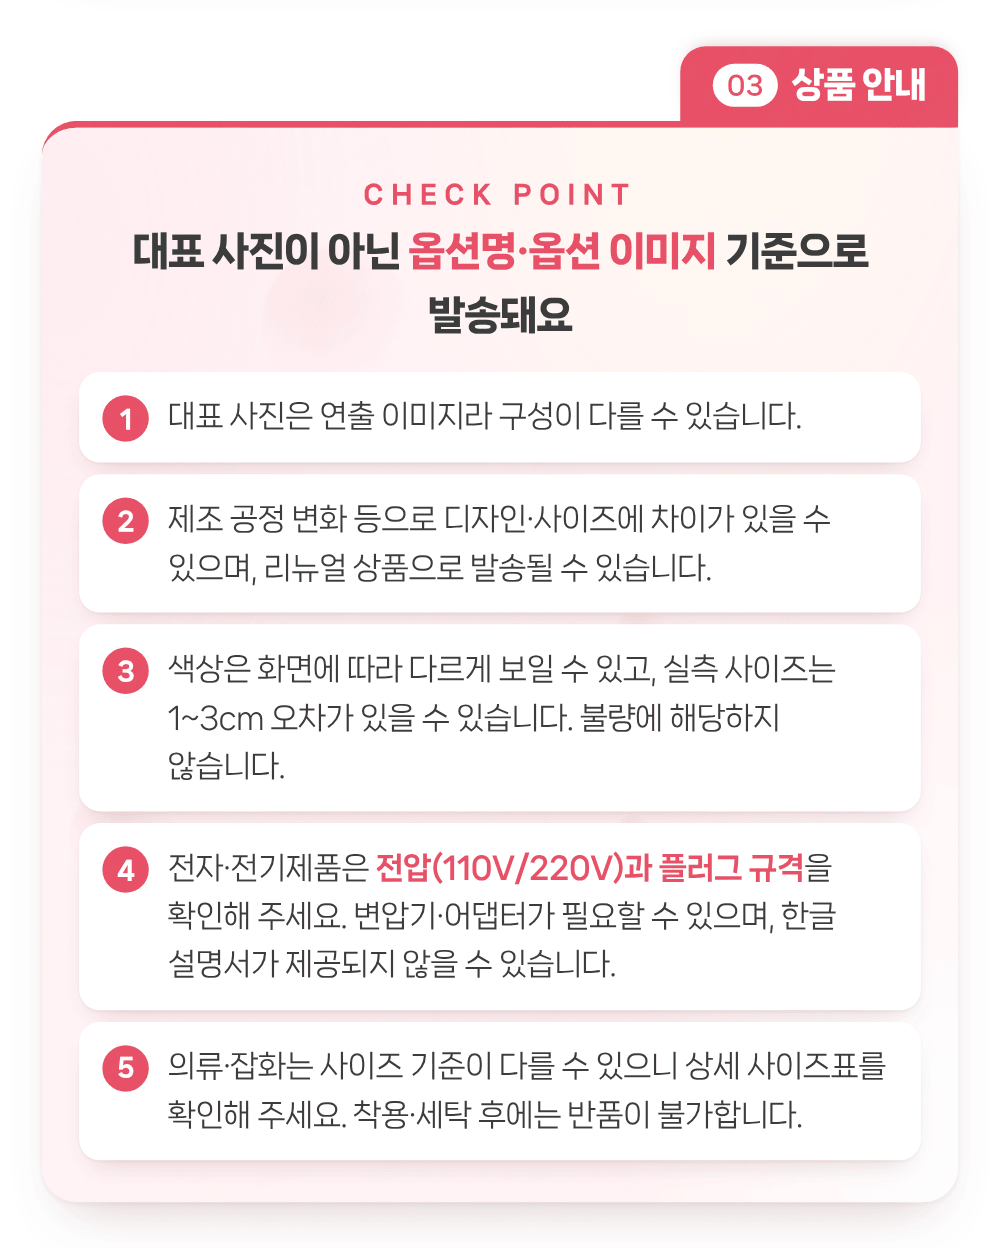 03 상품 안내
CHECK POINT
대표 사진이 아닌 옵션명·옵션 이미지 기준으로
발송돼요
1 대표 사진은 연출 이미지라 구성이 다를 수 있습니다.
2 제조 공정 변화 등으로 디자인·사이즈에 차이가 있을 수
있으며, 리뉴얼 상품으로 발송될 수 있습니다.
3 색상은 화면에 따라 다르게 보일 수 있고, 실측 사이즈는
1~3cm 오차가 있을 수 있습니다. 불량에 해당하지
않습니다.
4 전자·전기제품은 전압(110V/220V)과 플러그 규격을
확인해 주세요. 변압기·어댑터가 필요할 수 있으며, 한글
설명서가 제공되지 않을 수 있습니다.
5 의류·잡화는 사이즈 기준이 다를 수 있으니 상세 사이즈표를
확인해 주세요. 착용·세탁 후에는 반품이 불가합니다.